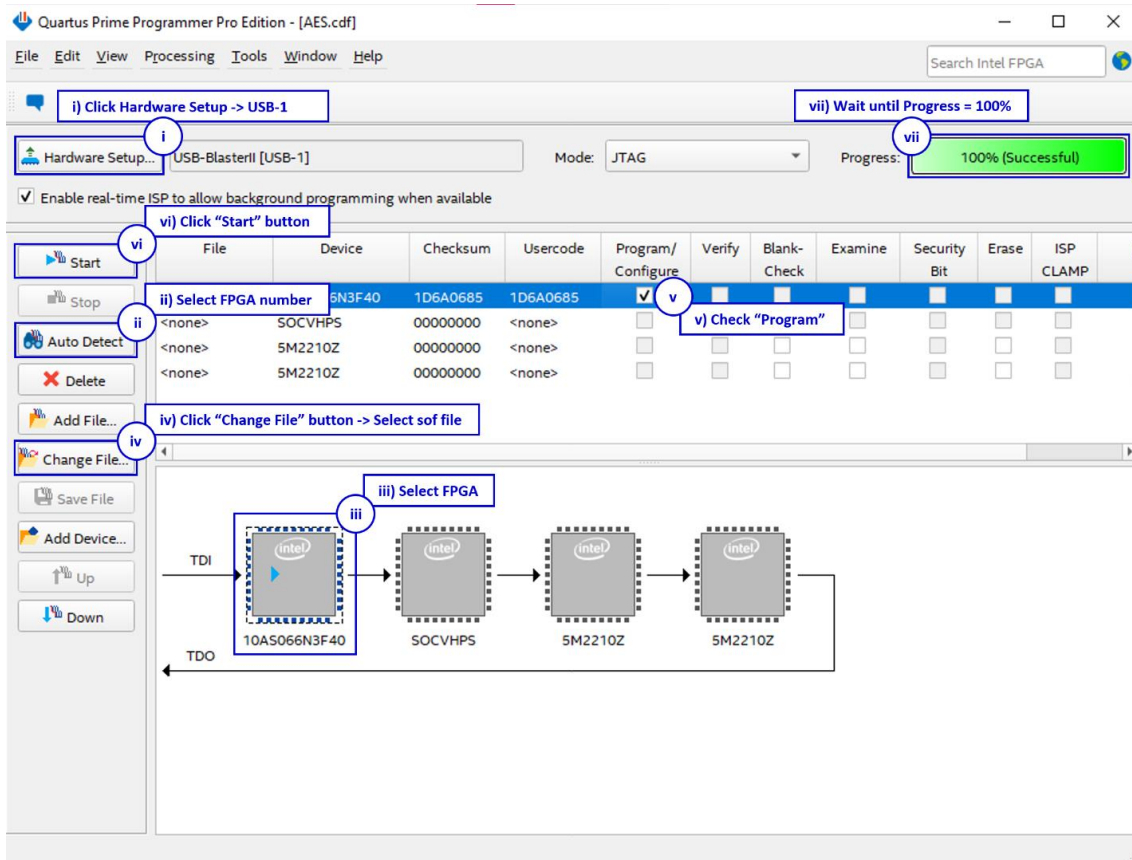 Quartus Prime Programmer Pro Edition - [AES.cdf]
File Edit View Processing Tools Window Help
Search Intel FPGA
i) Click Hardware Setup -> USB-1
vii) Wait until Progress = 100%
i
vii
Hardware Setup... USB-BlasterII [USB-1] Mode: JTAG Progress: 100% (Successful)
Enable real-time ISP to allow background programming when available
vi) Click “Start” button
vi
Start
File Device Checksum Usercode Program/ Configure Verify Blank- Check Examine Security Bit Erase ISP CLAMP
Stop
ii) Select FPGA number
6N3F40 1D6A0685 1D6A0685
v
ii
<none> SOCVHPS 00000000 <none>
v) Check “Program”
Auto Detect
<none> 5M2210Z 00000000 <none>
<none> 5M2210Z 00000000 <none>
Delete
Add File...
iv) Click “Change File” button -> Select sof file
iv
Change File...
Save File
iii) Select FPGA
iii
Add Device...
Up
Down
TDI
intel
intel
intel
intel
10AS066N3F40 SOCVHPS 5M2210Z 5M2210Z
TDO